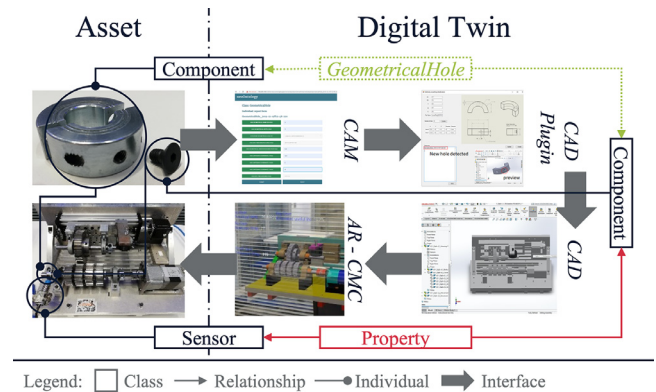 Asset
Digital Twin
Component
GeometricalHole
CAM
CAD
Plugin
New hole detected
preview
Component
CAD
AR - CMC
Sensor
Property
Legend: Class Relationship Individual Interface